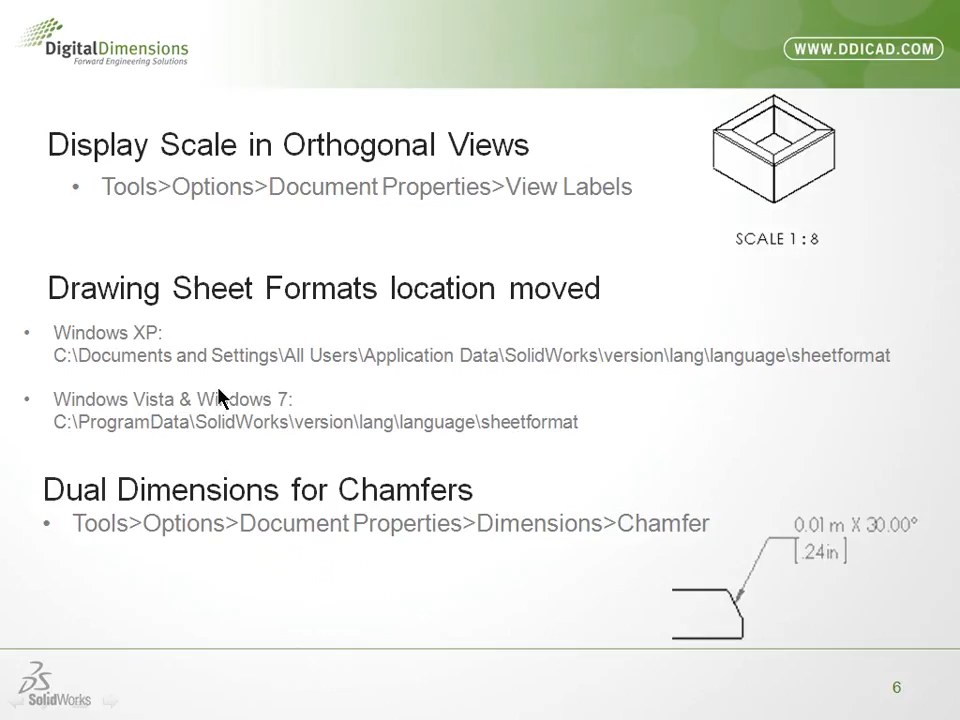 DigitalDimensions
Forward Engineering Solutions
WWW.DDICAD.COM
Display Scale in Orthogonal Views
• Tools>Options>Document Properties>View Labels
SCALE 1 : 8
Drawing Sheet Formats location moved
• Windows XP:
C:\Documents and Settings\All Users\Application Data\SolidWorks\version\lang\language\sheetformat
• Windows Vista & Windows 7:
C:\ProgramData\SolidWorks\version\lang\language\sheetformat
Dual Dimensions for Chamfers
• Tools>Options>Document Properties>Dimensions>Chamfer
0.01 m X 30.00°
[.24in]
SolidWorks
6